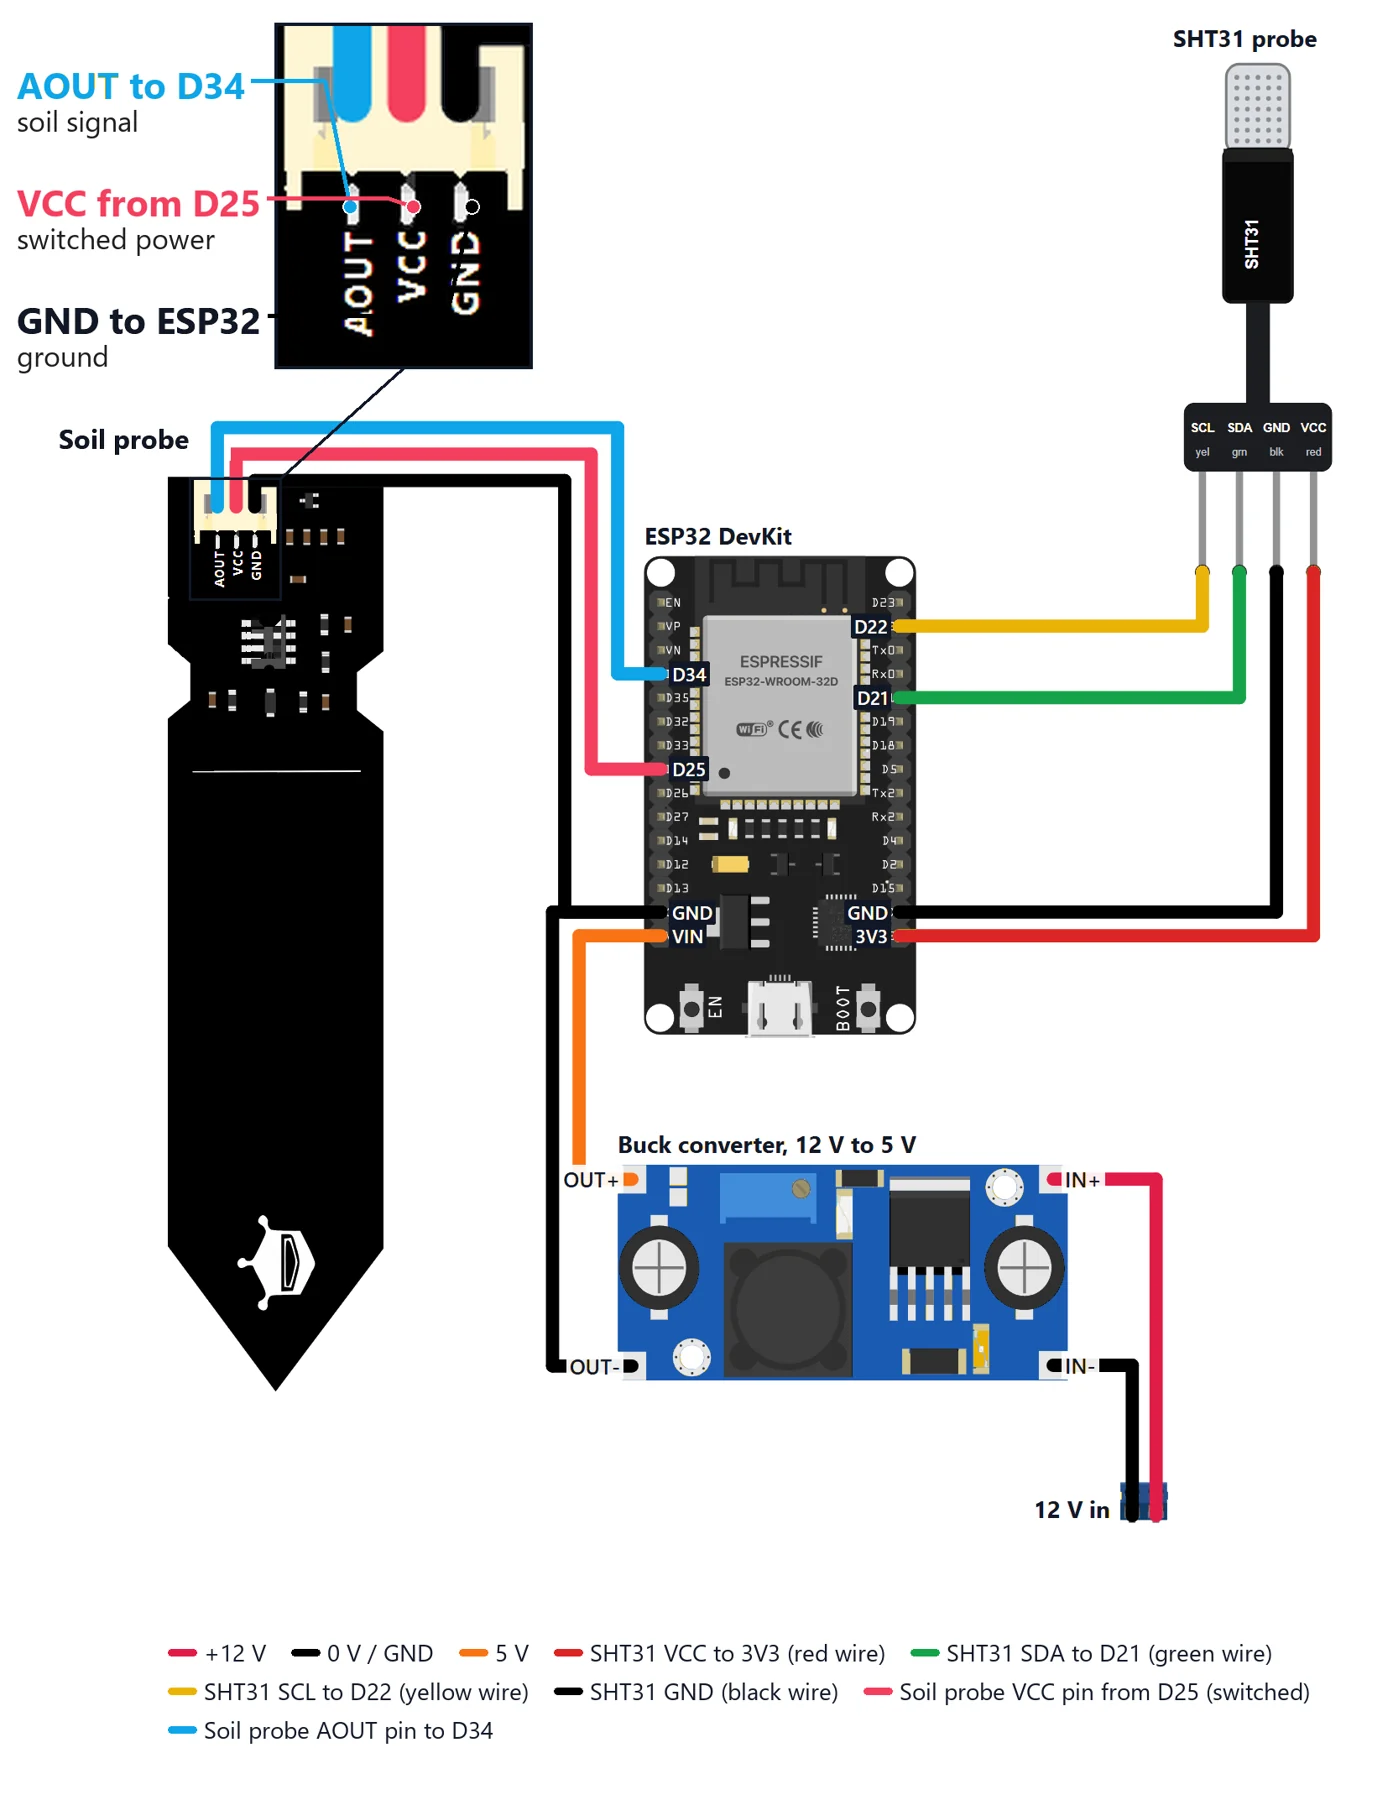 SHT31 probe
AOUT to D34
soil signal
VCC from D25
switched power
GND to ESP32
ground
AOUT
VCC
GND
SHT31
SCL SDA GND VCC
yel grn blk red
Soil probe
AOUT
VCC
GND
ESP32 DevKit
EN
VP
VN
D34
D35
D32
D33
D25
D26
D27
D14
D12
D13
GND
VIN
D23
D22
Tx0
Rx0
D21
D19
D18
D5
Tx2
Rx2
D4
D2
D15
GND
3V3
ESPRESSIF
ESP32-WROOM-32D
WiFi
CE
EN
BOOT
Buck converter, 12 V to 5 V
OUT+
IN+
OUT-
IN-
12 V in
+12 V 0 V / GND 5 V SHT31 VCC to 3V3 (red wire) SHT31 SDA to D21 (green wire)
SHT31 SCL to D22 (yellow wire) SHT31 GND (black wire) Soil probe VCC pin from D25 (switched)
Soil probe AOUT pin to D34